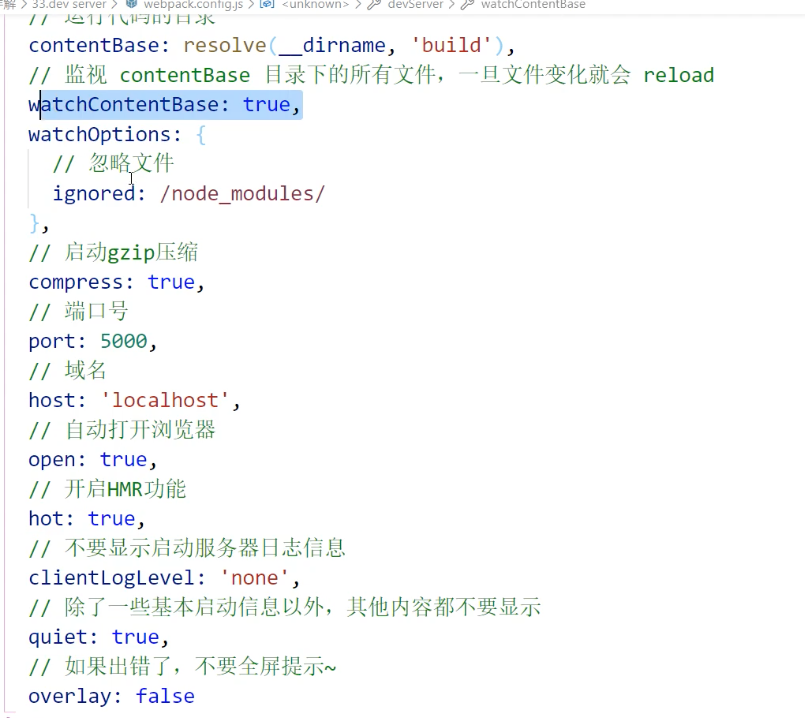 解 > 33.dev server > webpack.config.js > <unknown> > devServer > watchContentBase
// 运行代码的目录
contentBase: resolve(__dirname, 'build'),
// 监视 contentBase 目录下的所有文件，一旦文件变化就会 reload
watchContentBase: true,
watchOptions: {
// 忽略文件
ignored: /node_modules/
},
// 启动gzip压缩
compress: true,
// 端口号
port: 5000,
// 域名
host: 'localhost',
// 自动打开浏览器
open: true,
// 开启HMR功能
hot: true,
// 不要显示启动服务器日志信息
clientLogLevel: 'none',
// 除了一些基本启动信息以外，其他内容都不要显示
quiet: true,
// 如果出错了，不要全屏提示~
overlay: false